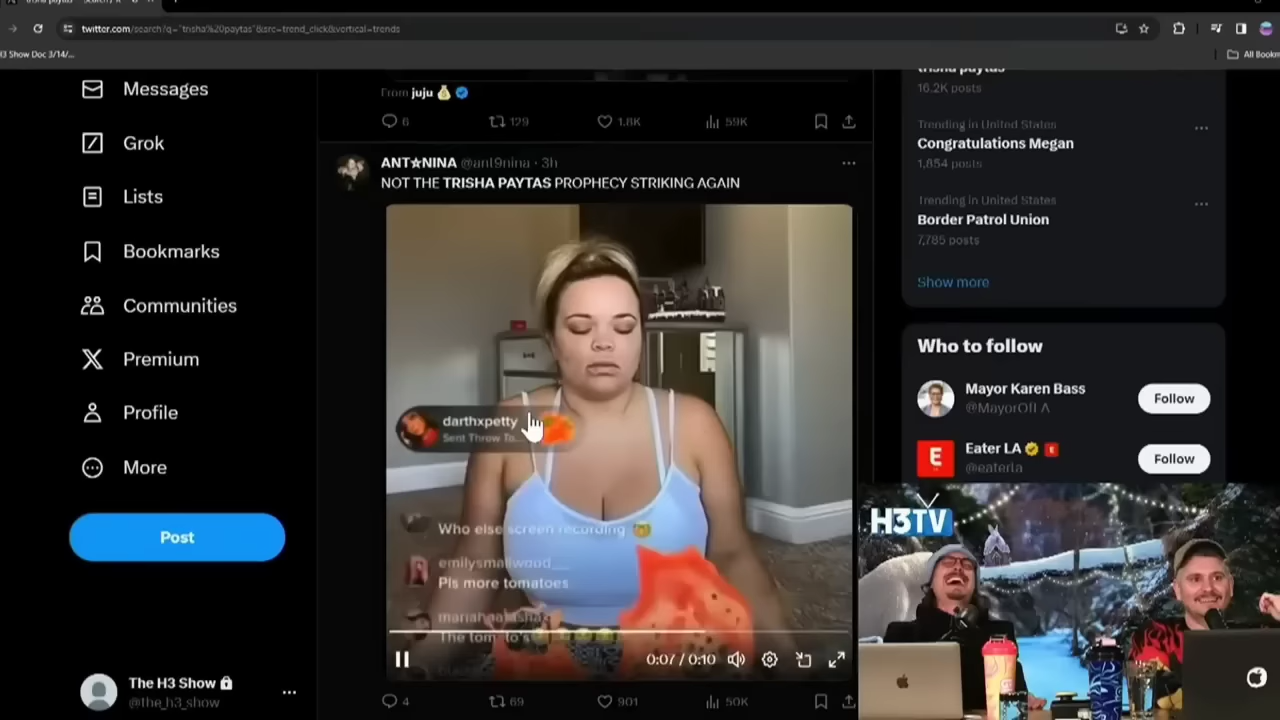 twitter.com/search?q="trisha%20paytas"&src=trend_click&vertical=trends
H3 Show Doc 3/14/...
All Bookm
Messages
Grok
Lists
Bookmarks
Communities
Premium
Profile
More
Post
The H3 Show
@the_h3_show
From juju
6
129
1.8K
59K
ANT☆NINA @ant9nina · 3h
NOT THE TRISHA PAYTAS PROPHECY STRIKING AGAIN
darthxpetty
Sent Throw To...
Who else screen recording
emilysmallwood__
Pls more tomatoes
The tom
to's
0:07 / 0:10
4
69
901
50K
trisha paytas
16.2K posts
Trending in United States
Congratulations Megan
1,854 posts
Trending in United States
Border Patrol Union
7,785 posts
Show more
Who to follow
Mayor Karen Bass
@MayorOfLA
Follow
Eater LA
@eaterla
Follow
H3TV